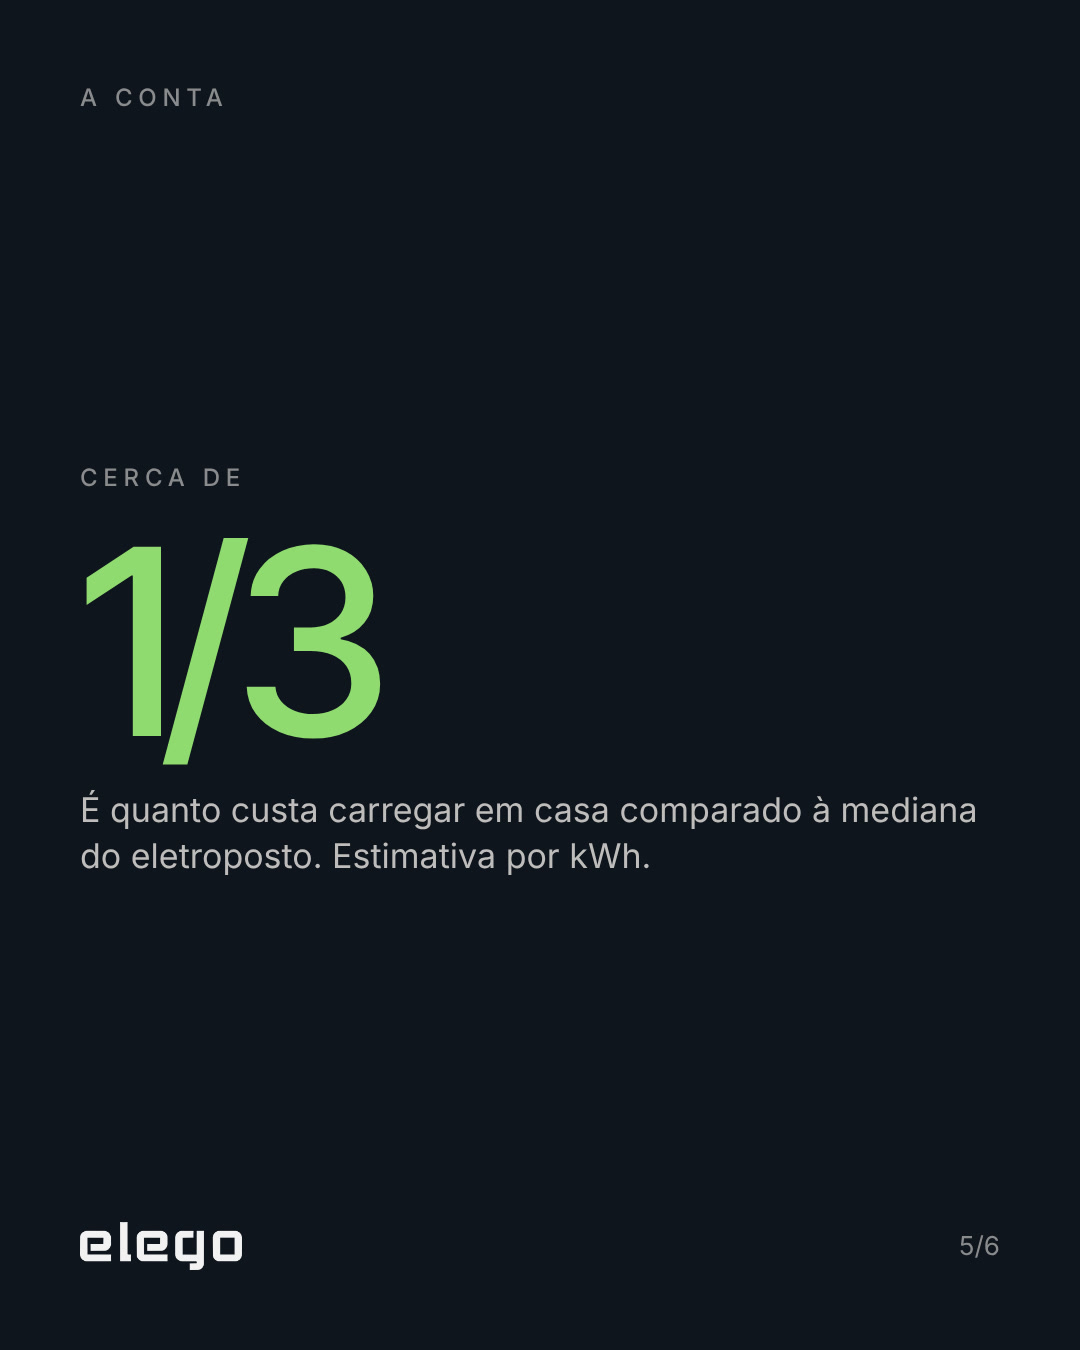 A CONTA
CERCA DE
1/3
É quanto custa carregar em casa comparado à mediana
do eletroposto. Estimativa por kWh.
elego
5/6